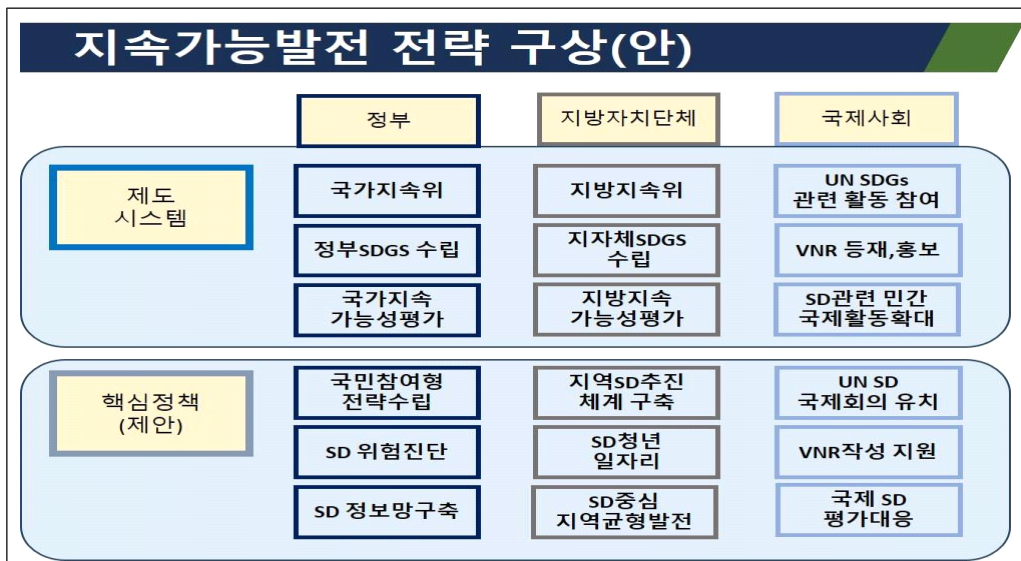 지속가능발전 전략 구상(안)
정부
지방자치단체
국제사회
제도
시스템
국가지속위
지방지속위
UN SDGs
관련 활동 참여
정부SDGS 수립
지자체SDGS
수립
VNR 등재,홍보
국가지속
가능성평가
지방지속
가능성평가
SD관련 민간
국제활동확대
핵심정책
(제안)
국민참여형
전략수립
지역SD추진
체계 구축
UN SD
국제회의 유치
SD 위험진단
SD청년
일자리
VNR작성 지원
SD 정보망구축
SD중심
지역균형발전
국제 SD
평가대응